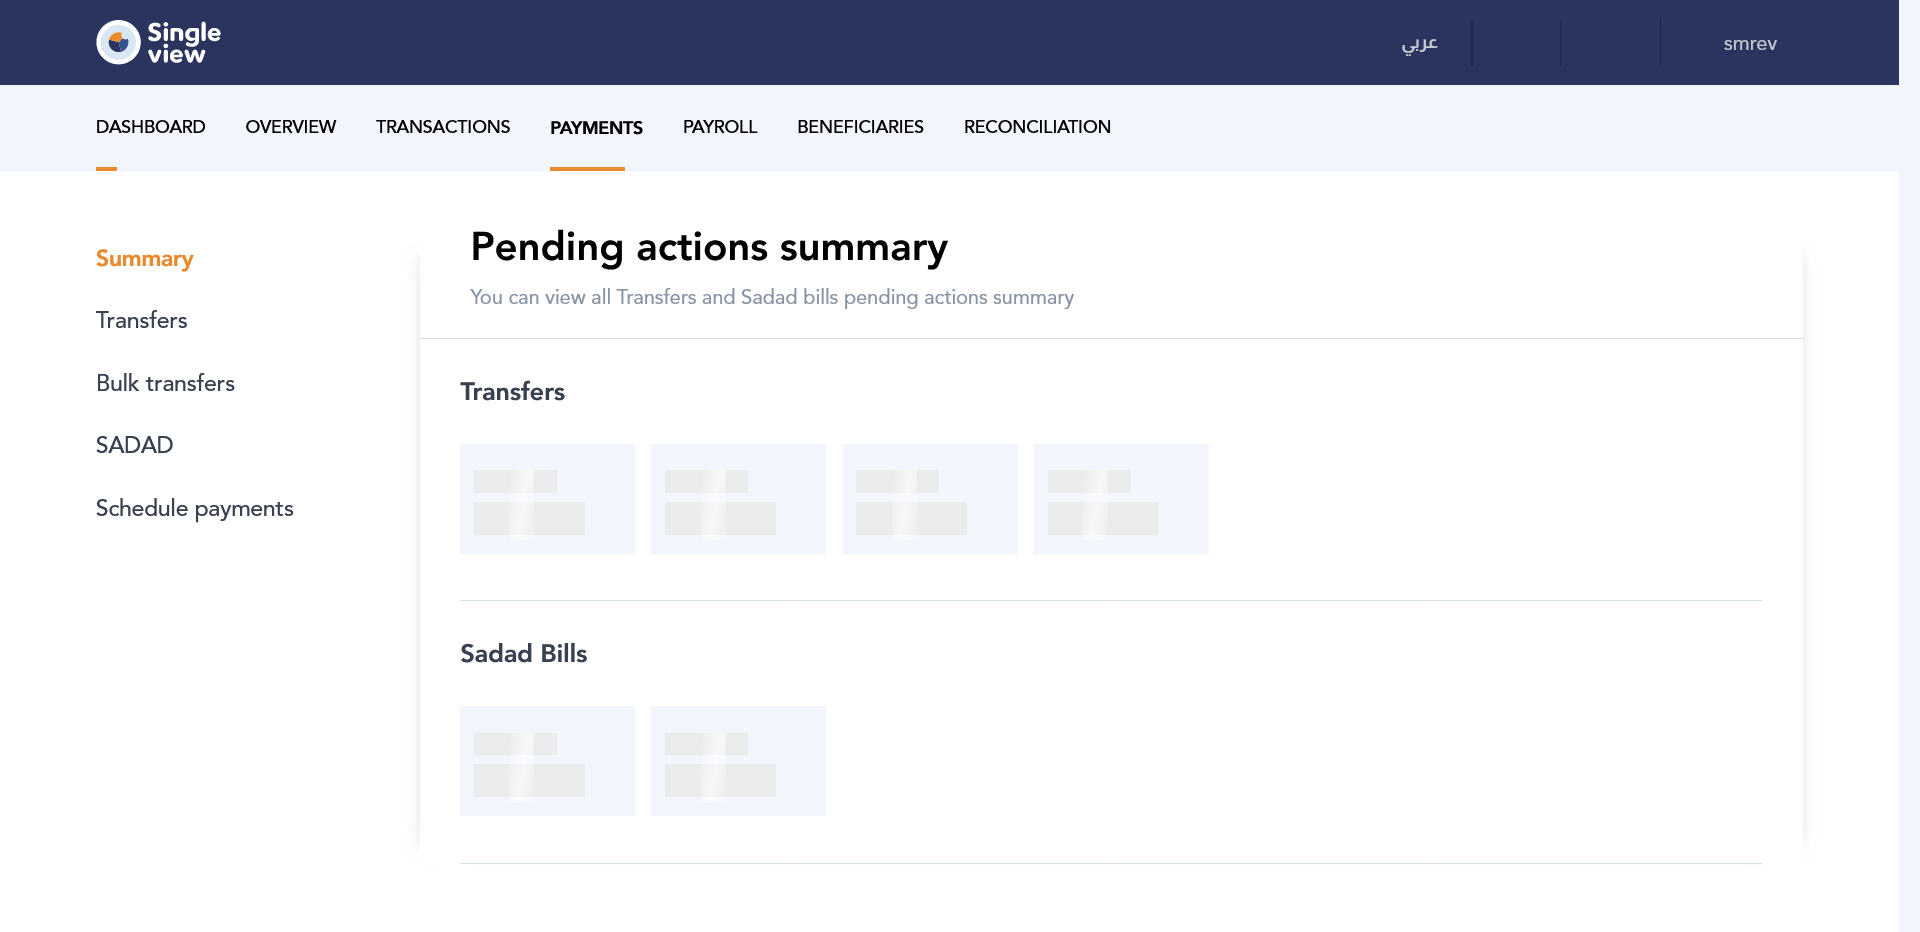 Single
view
عربي
smrev
DASHBOARD
OVERVIEW
TRANSACTIONS
PAYMENTS
PAYROLL
BENEFICIARIES
RECONCILIATION
Summary
Transfers
Bulk transfers
SADAD
Schedule payments
Pending actions summary
You can view all Transfers and Sadad bills pending actions summary
Transfers
Sadad Bills